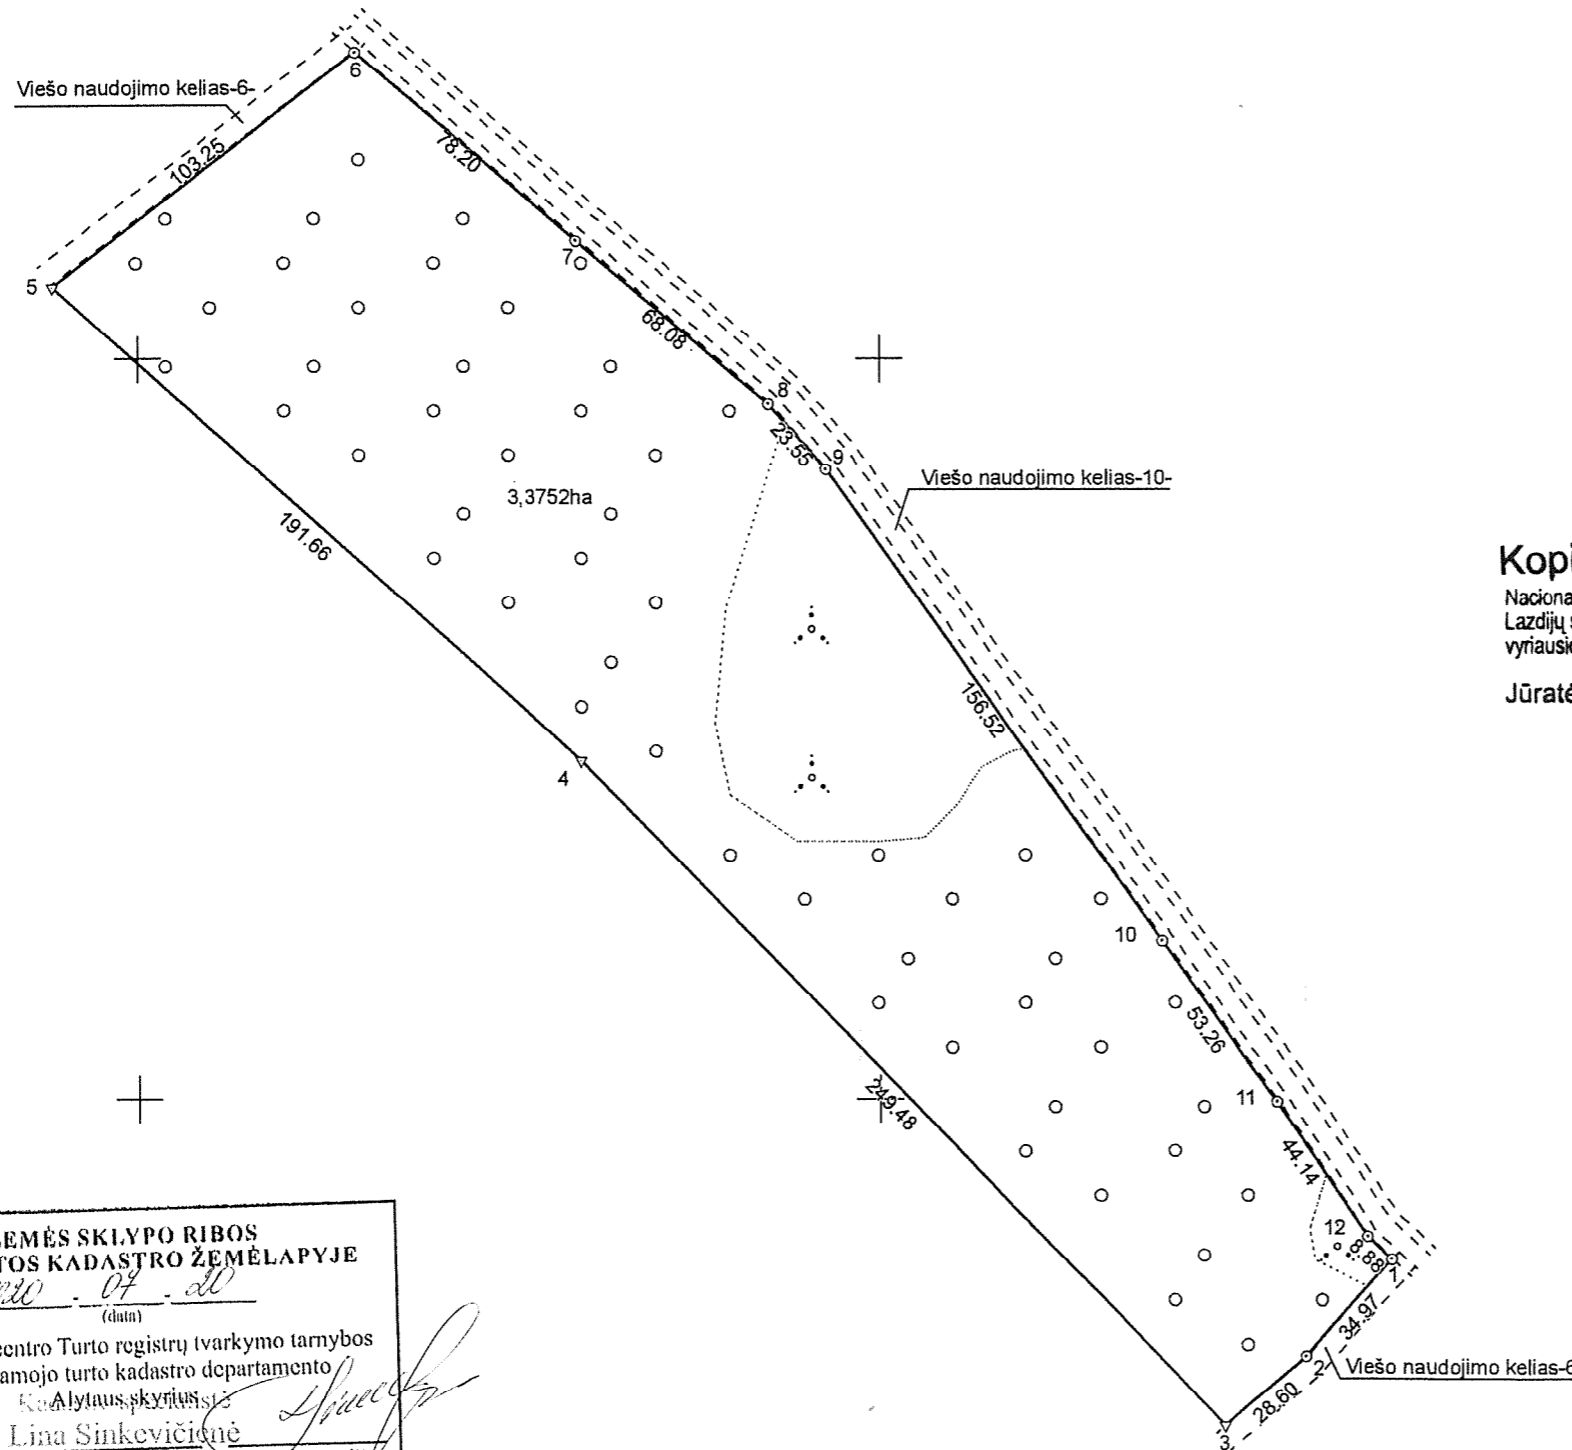 6
Viešo naudojimo kelias-6-
103.25
78.20
7
5
68.08
8
23.55
9
Viešo naudojimo kelias-10-
3,3752ha
191.66
Kopi
Naciona
Lazdijų s
vyriausie
Jūratė
156.52
4
10
53.26
249.48
11
44.14
12
8.88
1
34.97
2
Viešo naudojimo kelias-6
28.60
3
EMĖS SKLYPO RIBOS
TOS KADASTRO ŽEMĖLAPYJE
07 - 20
(data)
centro Turto registrų tvarkymo tarnybos
amojo turto kadastro departamento
Alytaus skyrius
Lina Sinkevičienė